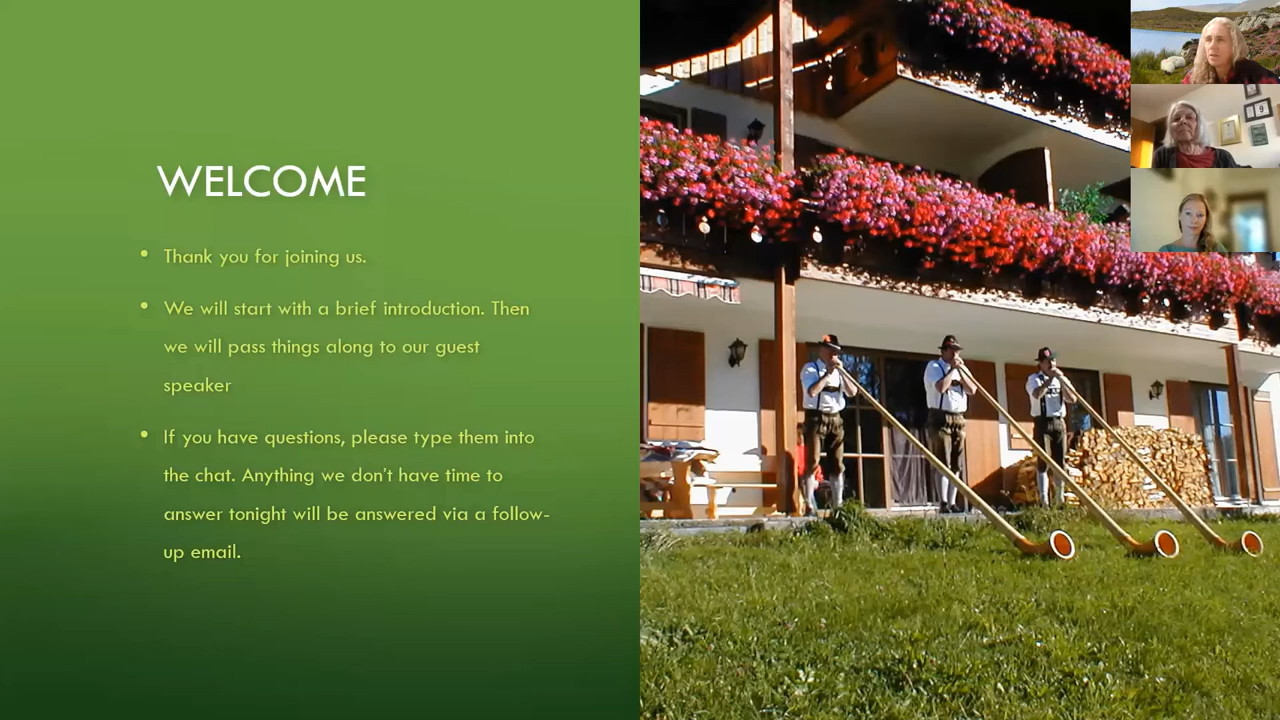 WELCOME
• Thank you for joining us.
• We will start with a brief introduction. Then
we will pass things along to our guest
speaker
• If you have questions, please type them into
the chat. Anything we don't have time to
answer tonight will be answered via a follow-
up email.